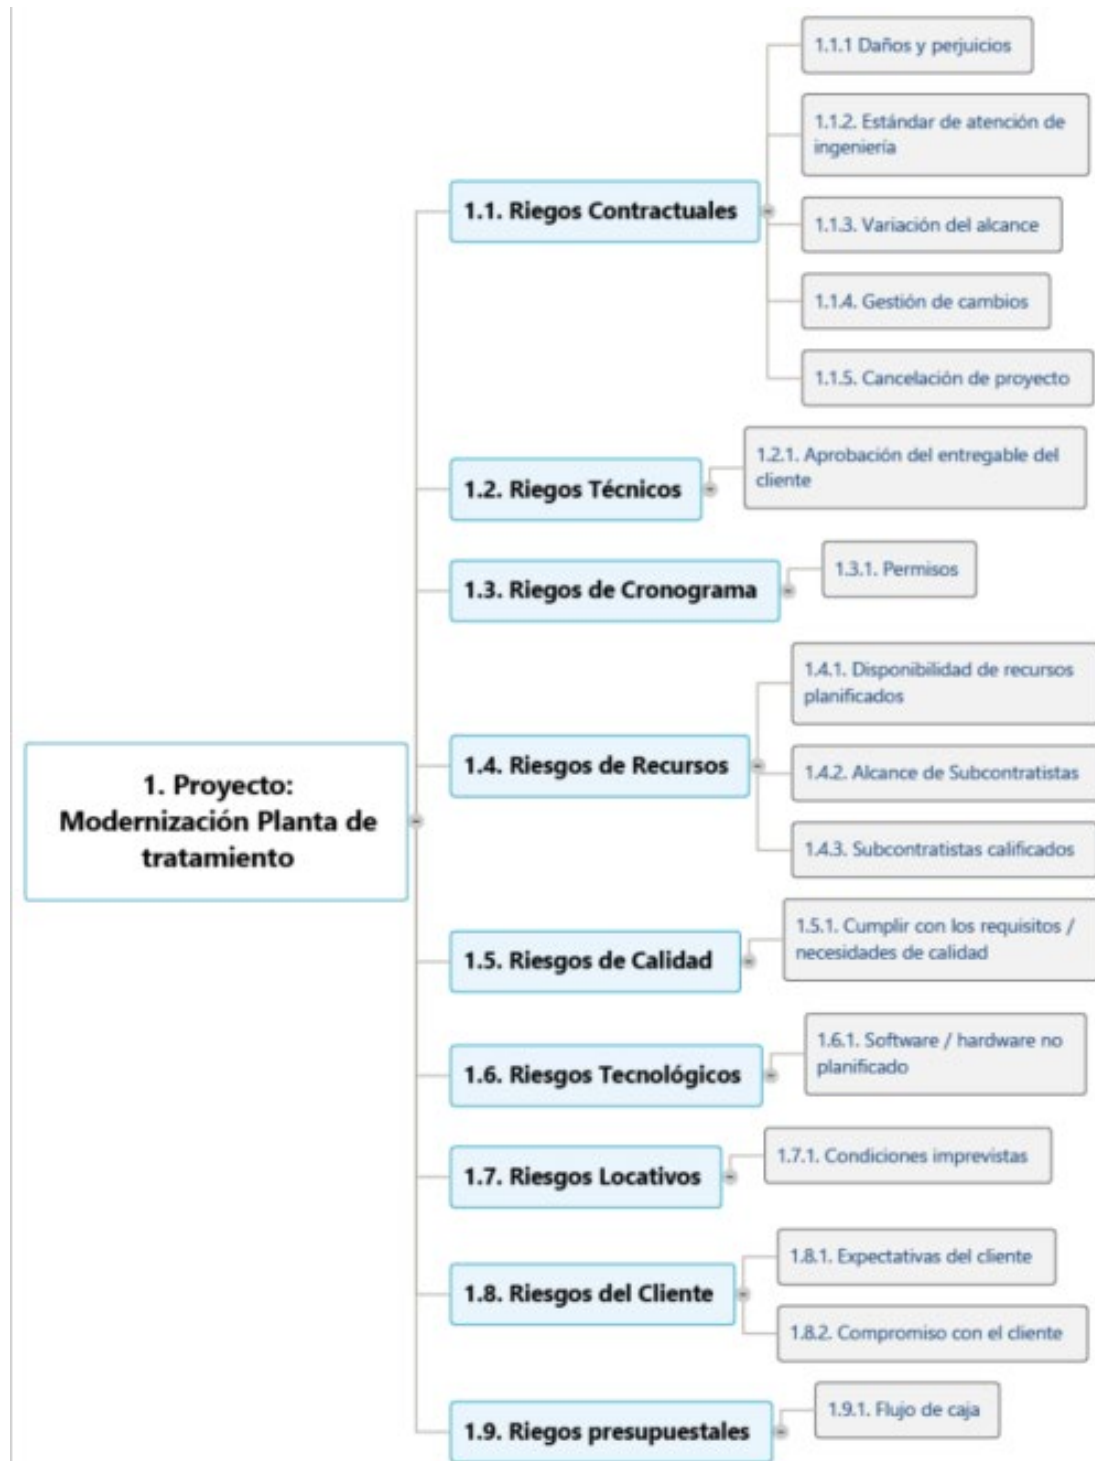 1. Proyecto:
Modernización Planta de
tratamiento
1.1. Riegos Contractuales
1.1.1 Daños y perjuicios
1.1.2. Estándar de atención de
ingeniería
1.1.3. Variación del alcance
1.1.4. Gestión de cambios
1.1.5. Cancelación de proyecto
1.2. Riegos Técnicos
1.2.1. Aprobación del entregable del
cliente
1.3. Riegos de Cronograma
1.3.1. Permisos
1.4. Riesgos de Recursos
1.4.1. Disponibilidad de recursos
planificados
1.4.2. Alcance de Subcontratistas
1.4.3. Subcontratistas calificados
1.5. Riesgos de Calidad
1.5.1. Cumplir con los requisitos /
necesidades de calidad
1.6. Riesgos Tecnológicos
1.6.1. Software / hardware no
planificado
1.7. Riesgos Locativos
1.7.1. Condiciones imprevistas
1.8. Riesgos del Cliente
1.8.1. Expectativas del cliente
1.8.2. Compromiso con el cliente
1.9. Riegos presupuestales
1.9.1. Flujo de caja